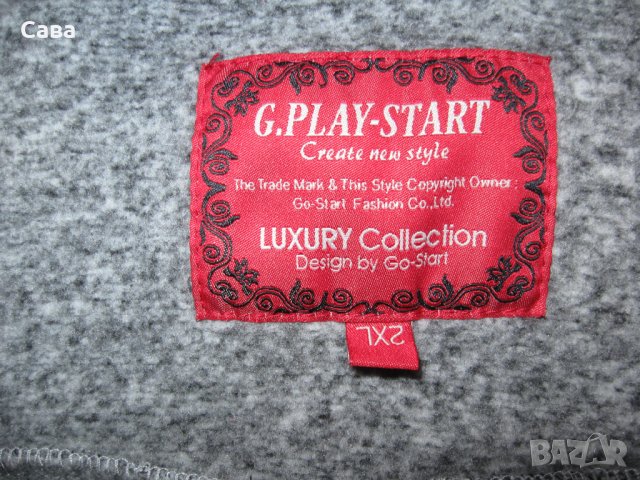 Сава
G.PLAY-START
Create new style
The Trade Mark & This Style Copyright Owner:
Go-Start Fashion Co.,Ltd.
LUXURY Collection
Design by Go-Start
2XL
BAZAR